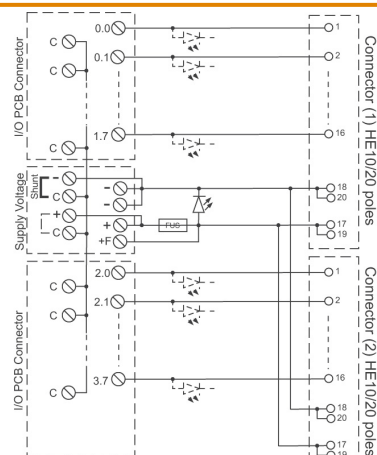 I/O PCB Connector
C 0.0 1
C 0.1 2
C 1.7 16
Connector (1) HE10/20 poles
Supply Voltage
Shunt
- - 18
C - 20
+ + FUS 17
C +F 19
I/O PCB Connector
C 2.0 1
C 2.1 2
C 3.7 16
18
20
17
19
Connector (2) HE10/20 poles